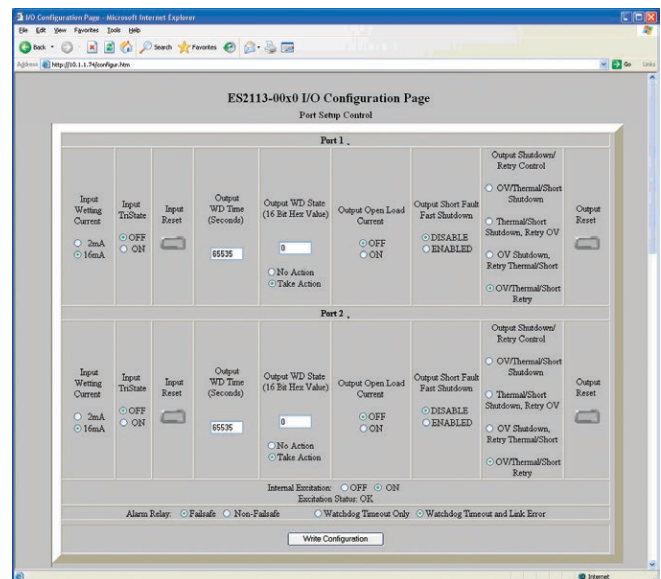 I/O Configuration Page - Microsoft Internet Explorer
File Edit View Favorites Tools Help
Back Search Favorites
Address http://10.1.1.74/configur.htm Go Links
ES2113-00x0 I/O Configuration Page
Port Setup Control
Port 1
Input Wetting Current
2mA
16mA
Input TriState
OFF
ON
Input Reset
Output WD Time (Seconds)
65535
Output WD State (16 Bit Hex Value)
0
No Action
Take Action
Output Open Load Current
OFF
ON
Output Short Fault Fast Shutdown
DISABLE
ENABLED
Output Shutdown/ Retry Control
OV/Thermal/Short Shutdown
Thermal/Short Shutdown, Retry OV
OV Shutdown, Retry Thermal/Short
OV/Thermal/Short Retry
Output Reset
Port 2
Input Wetting Current
2mA
16mA
Input TriState
OFF
ON
Input Reset
Output WD Time (Seconds)
65535
Output WD State (16 Bit Hex Value)
0
No Action
Take Action
Output Open Load Current
OFF
ON
Output Short Fault Fast Shutdown
DISABLE
ENABLED
Output Shutdown/ Retry Control
OV/Thermal/Short Shutdown
Thermal/Short Shutdown, Retry OV
OV Shutdown, Retry Thermal/Short
OV/Thermal/Short Retry
Output Reset
Internal Excitation: OFF ON
Excitation Status: OK
Alarm Relay: Failsafe Non-Failsafe Watchdog Timeout Only Watchdog Timeout and Link Error
Write Configuration
Internet